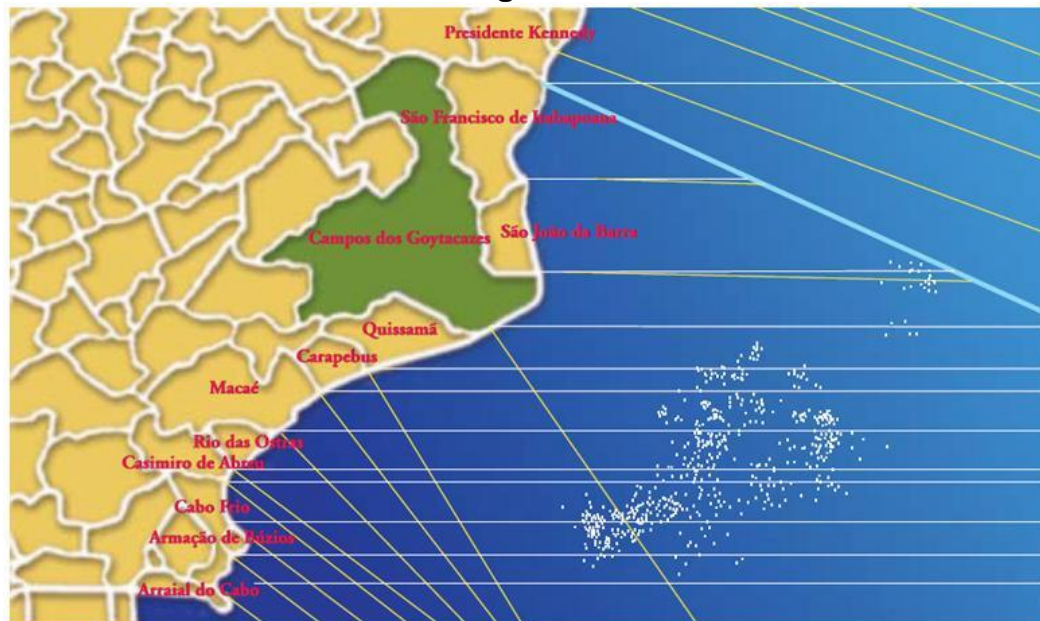 Presidente Kennedy
São Francisco de Itabapoana
Campos dos Goytacazes
São João da Barra
Quissamã
Carapebus
Macaé
Rio das Ostras
Casimiro de Abreu
Cabo Frio
Armação de Búzios
Arraial do Cabo